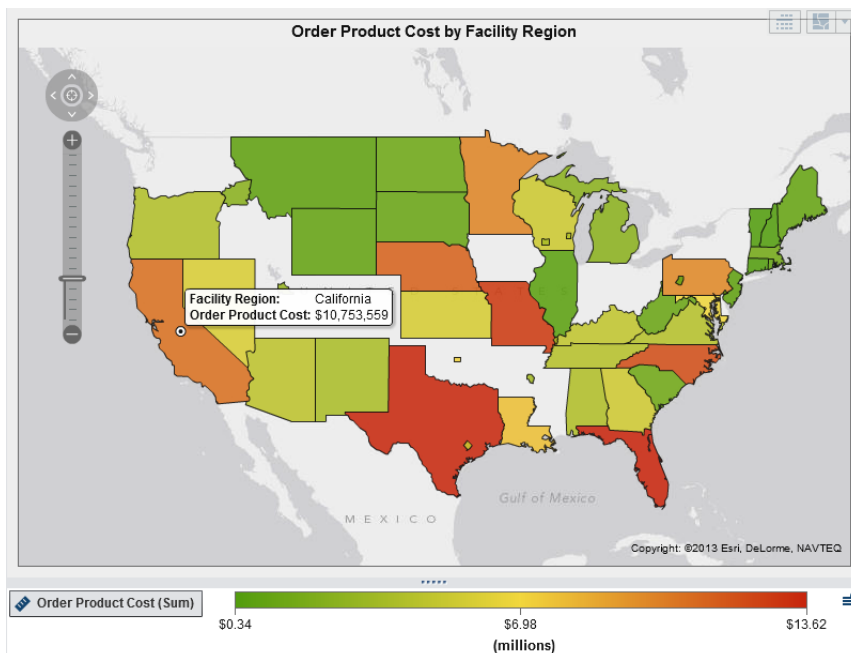 Order Product Cost by Facility Region
Facility Region: California
Order Product Cost: $10,753,559
MEXICO
Gulf of Mexico
Copyright: ©2013 Esri, DeLorme, NAVTEQ
Order Product Cost (Sum)
$0.34 $6.98 $13.62
(millions)